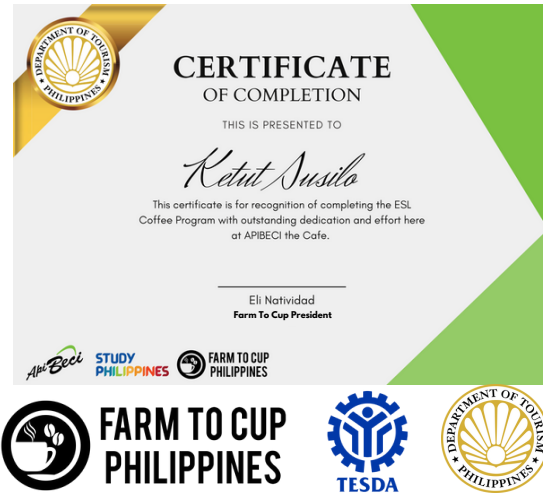 DEPARTMENT OF TOURISM
PHILIPPINES
CERTIFICATE
OF COMPLETION
THIS IS PRESENTED TO
Ketut Susilo
This certificate is for recognition of completing the ESL
Coffee Program with outstanding dedication and effort here
at APIBECI the Cafe.
Eli Natividad
Farm To Cup President
ApiBeci
STUDY
PHILIPPINES
FARM TO CUP
PHILIPPINES
FARM TO CUP
PHILIPPINES
TESDA
DEPARTMENT OF TOURISM
PHILIPPINES